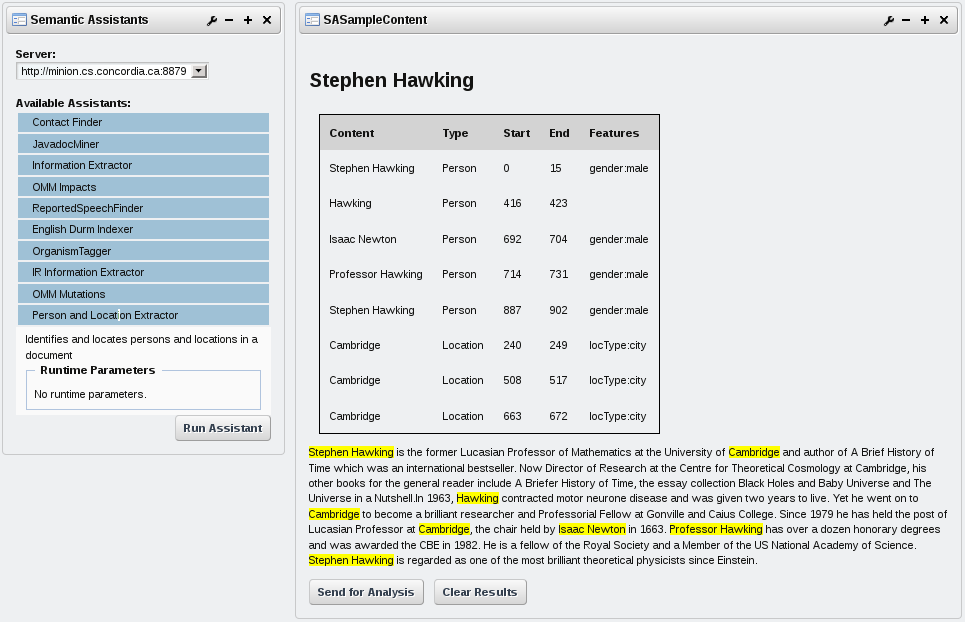 Semantic Assistants
Server:
http://minion.cs.concordia.ca:8879
Available Assistants:
Contact Finder
JavadocMiner
Information Extractor
OMM Impacts
ReportedSpeechFinder
English Durm Indexer
OrganismTagger
IR Information Extractor
OMM Mutations
Person and Location Extractor
Identifies and locates persons and locations in a
document
Runtime Parameters
No runtime parameters.
Run Assistant
SASampleContent
Stephen Hawking
Content Type Start End Features
Stephen Hawking Person 0 15 gender:male
Hawking Person 416 423
Isaac Newton Person 692 704 gender:male
Professor Hawking Person 714 731 gender:male
Stephen Hawking Person 887 902 gender:male
Cambridge Location 240 249 locType:city
Cambridge Location 508 517 locType:city
Cambridge Location 663 672 locType:city
Stephen Hawking is the former Lucasian Professor of Mathematics at the University of Cambridge and author of A Brief History of
Time which was an international bestseller. Now Director of Research at the Centre for Theoretical Cosmology at Cambridge, his
other books for the general reader include A Briefer History of Time, the essay collection Black Holes and Baby Universe and The
Universe in a Nutshell.In 1963, Hawking contracted motor neurone disease and was given two years to live. Yet he went on to
Cambridge to become a brilliant researcher and Professorial Fellow at Gonville and Caius College. Since 1979 he has held the post of
Lucasian Professor at Cambridge, the chair held by Isaac Newton in 1663. Professor Hawking has over a dozen honorary degrees
and was awarded the CBE in 1982. He is a fellow of the Royal Society and a Member of the US National Academy of Science.
Stephen Hawking is regarded as one of the most brilliant theoretical physicists since Einstein.
Send for Analysis
Clear Results